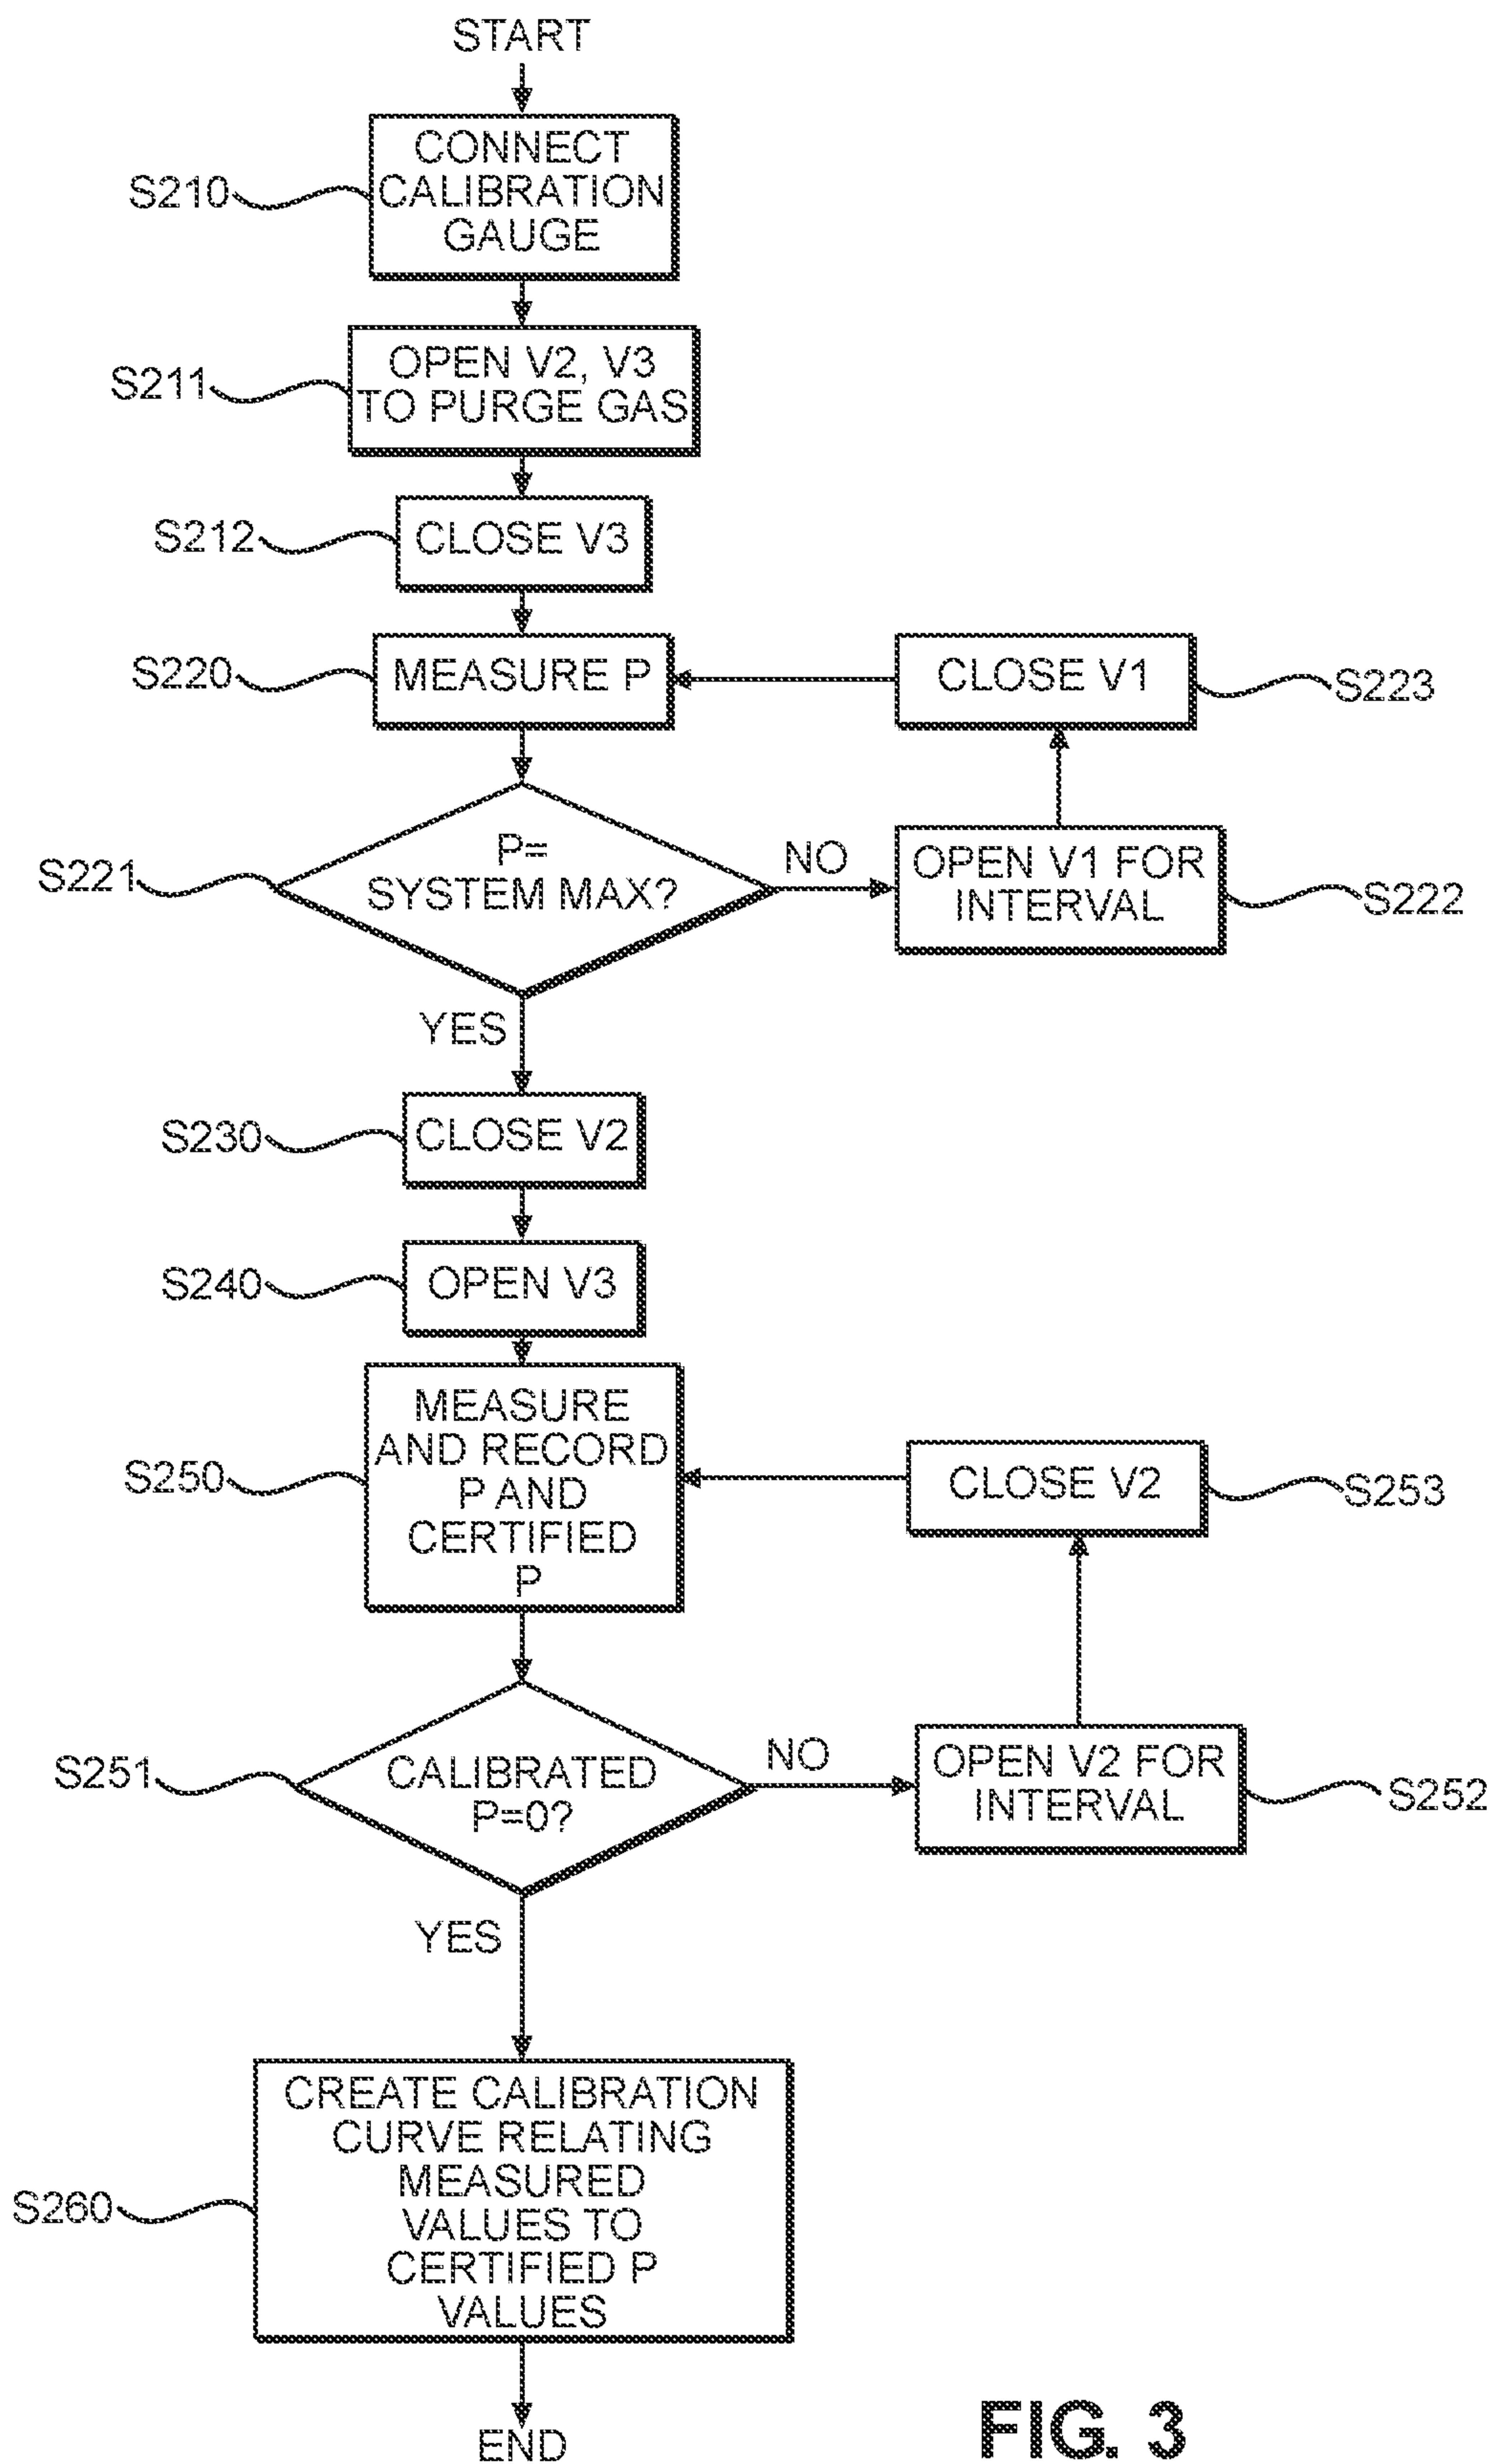 START
CONNECT
CALIBRATION
GAUGE
S210
OPEN V2, V3
TO PURGE GAS
S211
CLOSE V3
S212
MEASURE P
S220
CLOSE V1
S223
P=
SYSTEM MAX?
S221
NO
OPEN V1 FOR
INTERVAL
S222
YES
CLOSE V2
S230
OPEN V3
S240
MEASURE
AND RECORD
P AND
CERTIFIED
P
S250
CLOSE V2
S253
CALIBRATED
P=0?
S251
NO
OPEN V2 FOR
INTERVAL
S252
YES
CREATE CALIBRATION
CURVE RELATING
MEASURED
VALUES TO
CERTIFIED P
VALUES
S260
END
FIG. 3